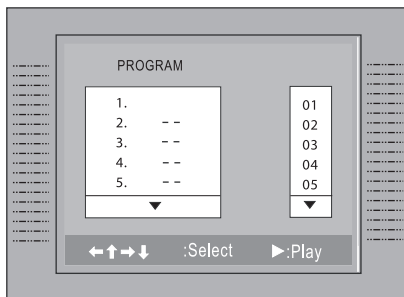 PROGRAM
1.
2. – –
3. – –
4. – –
5. – –
▼
01
02
03
04
05
▼
←↑→↓ :Select ▶:Play